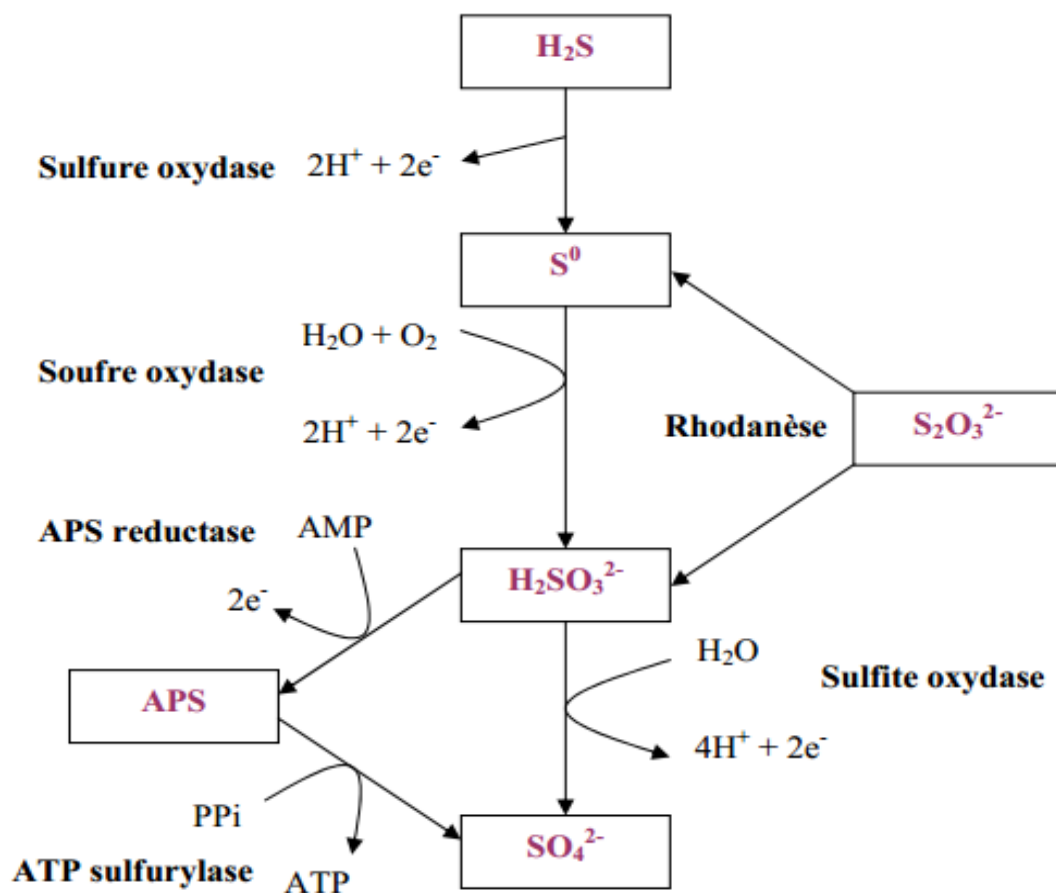 H₂S
Sulfure oxydase
2H⁺ + 2e⁻
S⁰
H₂O + O₂
Soufre oxydase
2H⁺ + 2e⁻
Rhodanèse
S₂O₃²⁻
APS reductase
AMP
2e⁻
H₂SO₃²⁻
APS
H₂O
Sulfite oxydase
4H⁺ + 2e⁻
PPi
ATP sulfurylase
ATP
SO₄²⁻